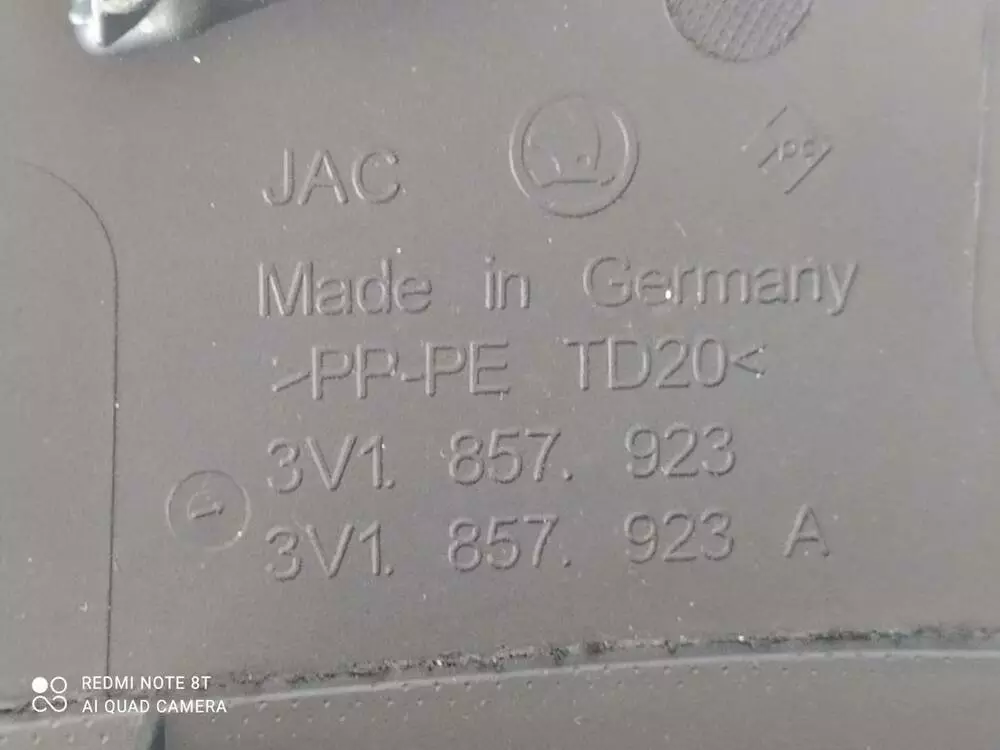 JAC
Made in Germany
>PP-PE TD20<
3V1. 857. 923
3V1. 857. 923 A
REDMI NOTE 8T
AI QUAD CAMERA